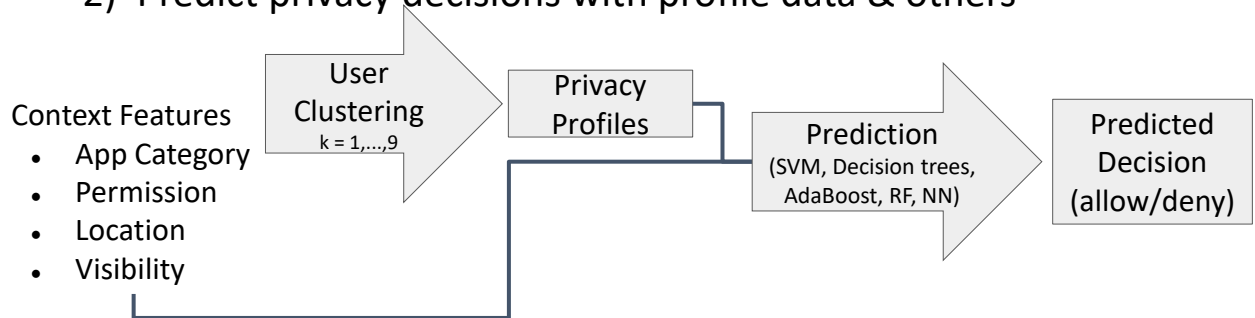 2) Predict privacy decisions with profile data & others
Context Features
• App Category
• Permission
• Location
• Visibility
User
Clustering
k = 1,...,9
Privacy
Profiles
Prediction
(SVM, Decision trees,
AdaBoost, RF, NN)
Predicted
Decision
(allow/deny)